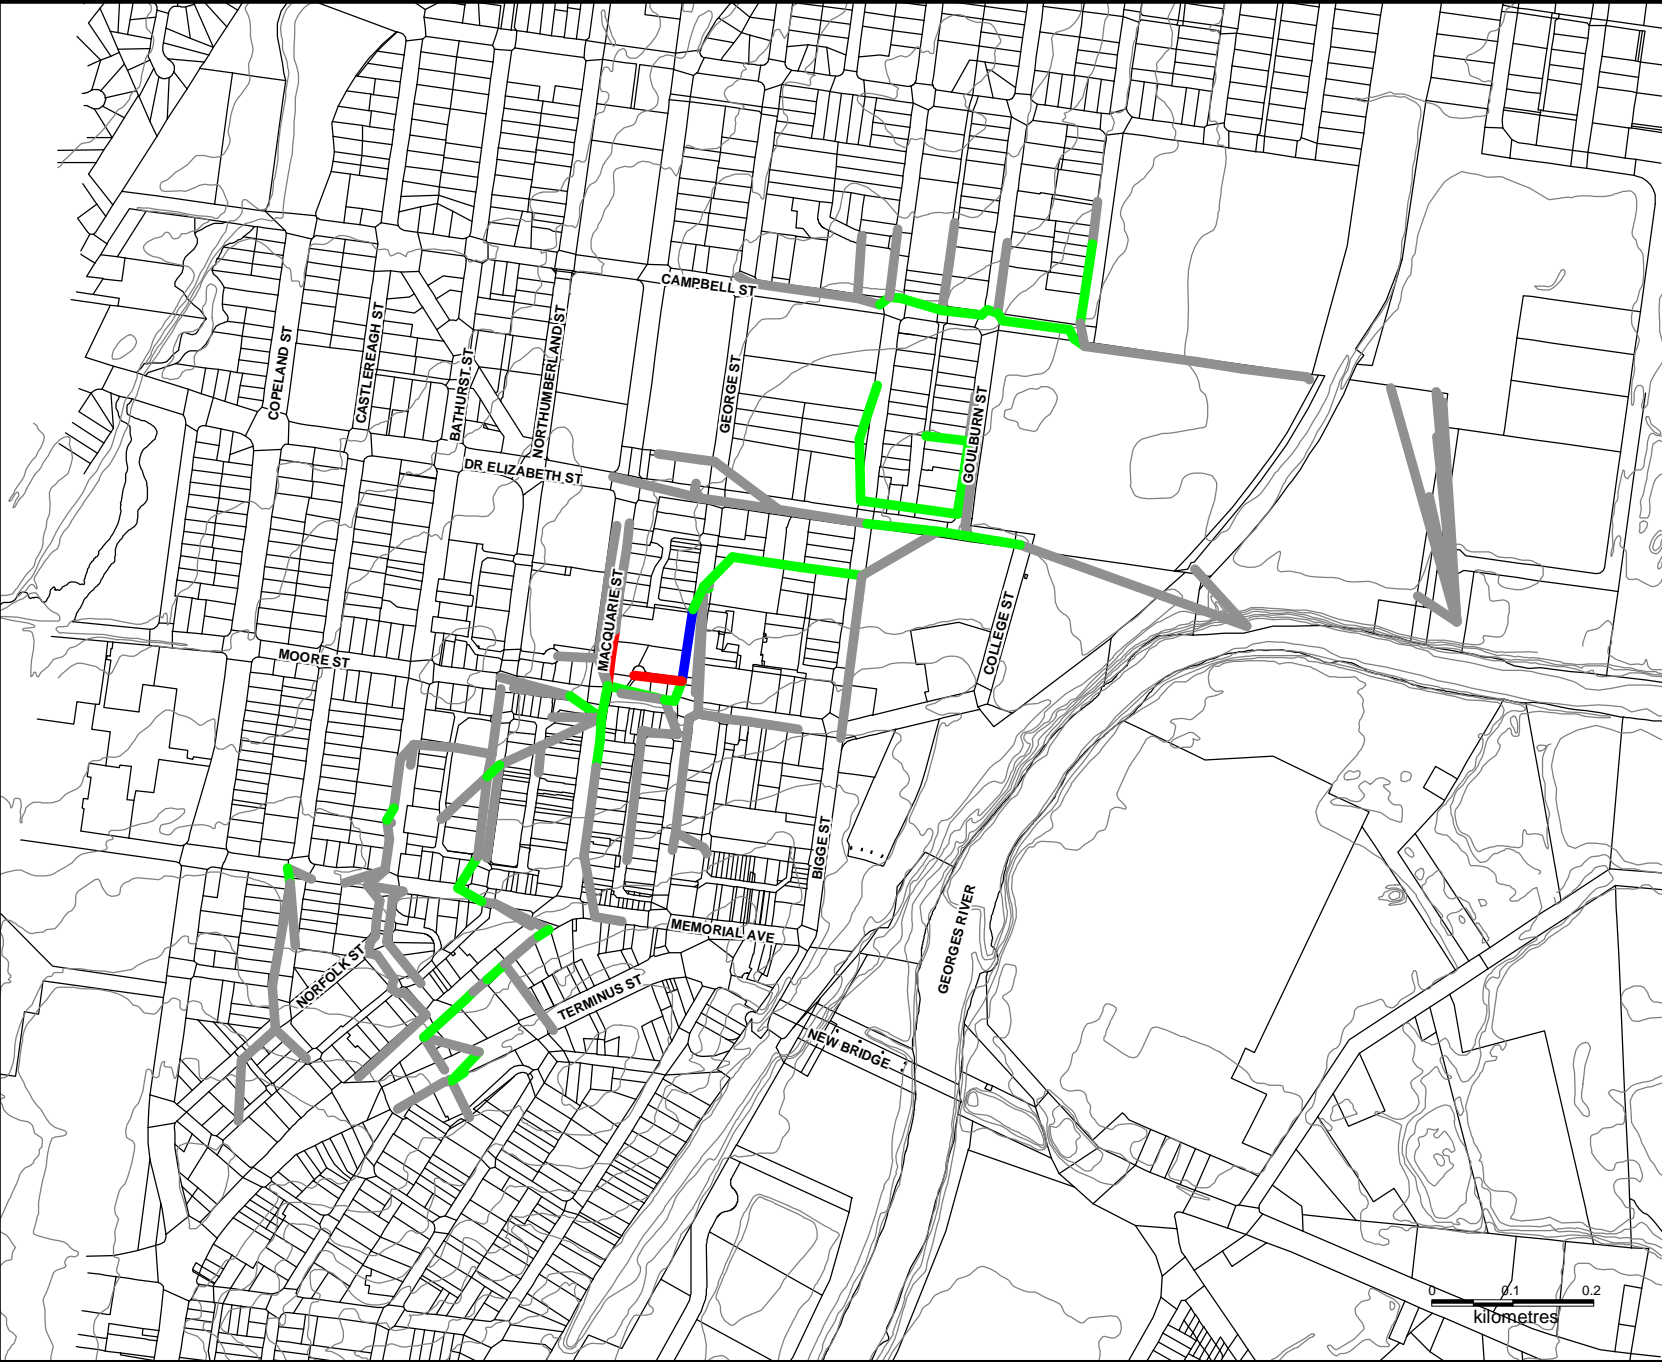 CAMPBELL ST
COPELAND ST
CASTLEREAGH ST
BATHURST ST
NORTHUMBERLAND ST
GEORGE ST
GOULBURN ST
DR ELIZABETH ST
MACQUARIE ST
MOORE ST
COLLEGE ST
BIGGE ST
MEMORIAL AVE
GEORGES RIVER
NORFOLK ST
TERMINUS ST
NEW BRIDGE
0 0.1 0.2
kilometres